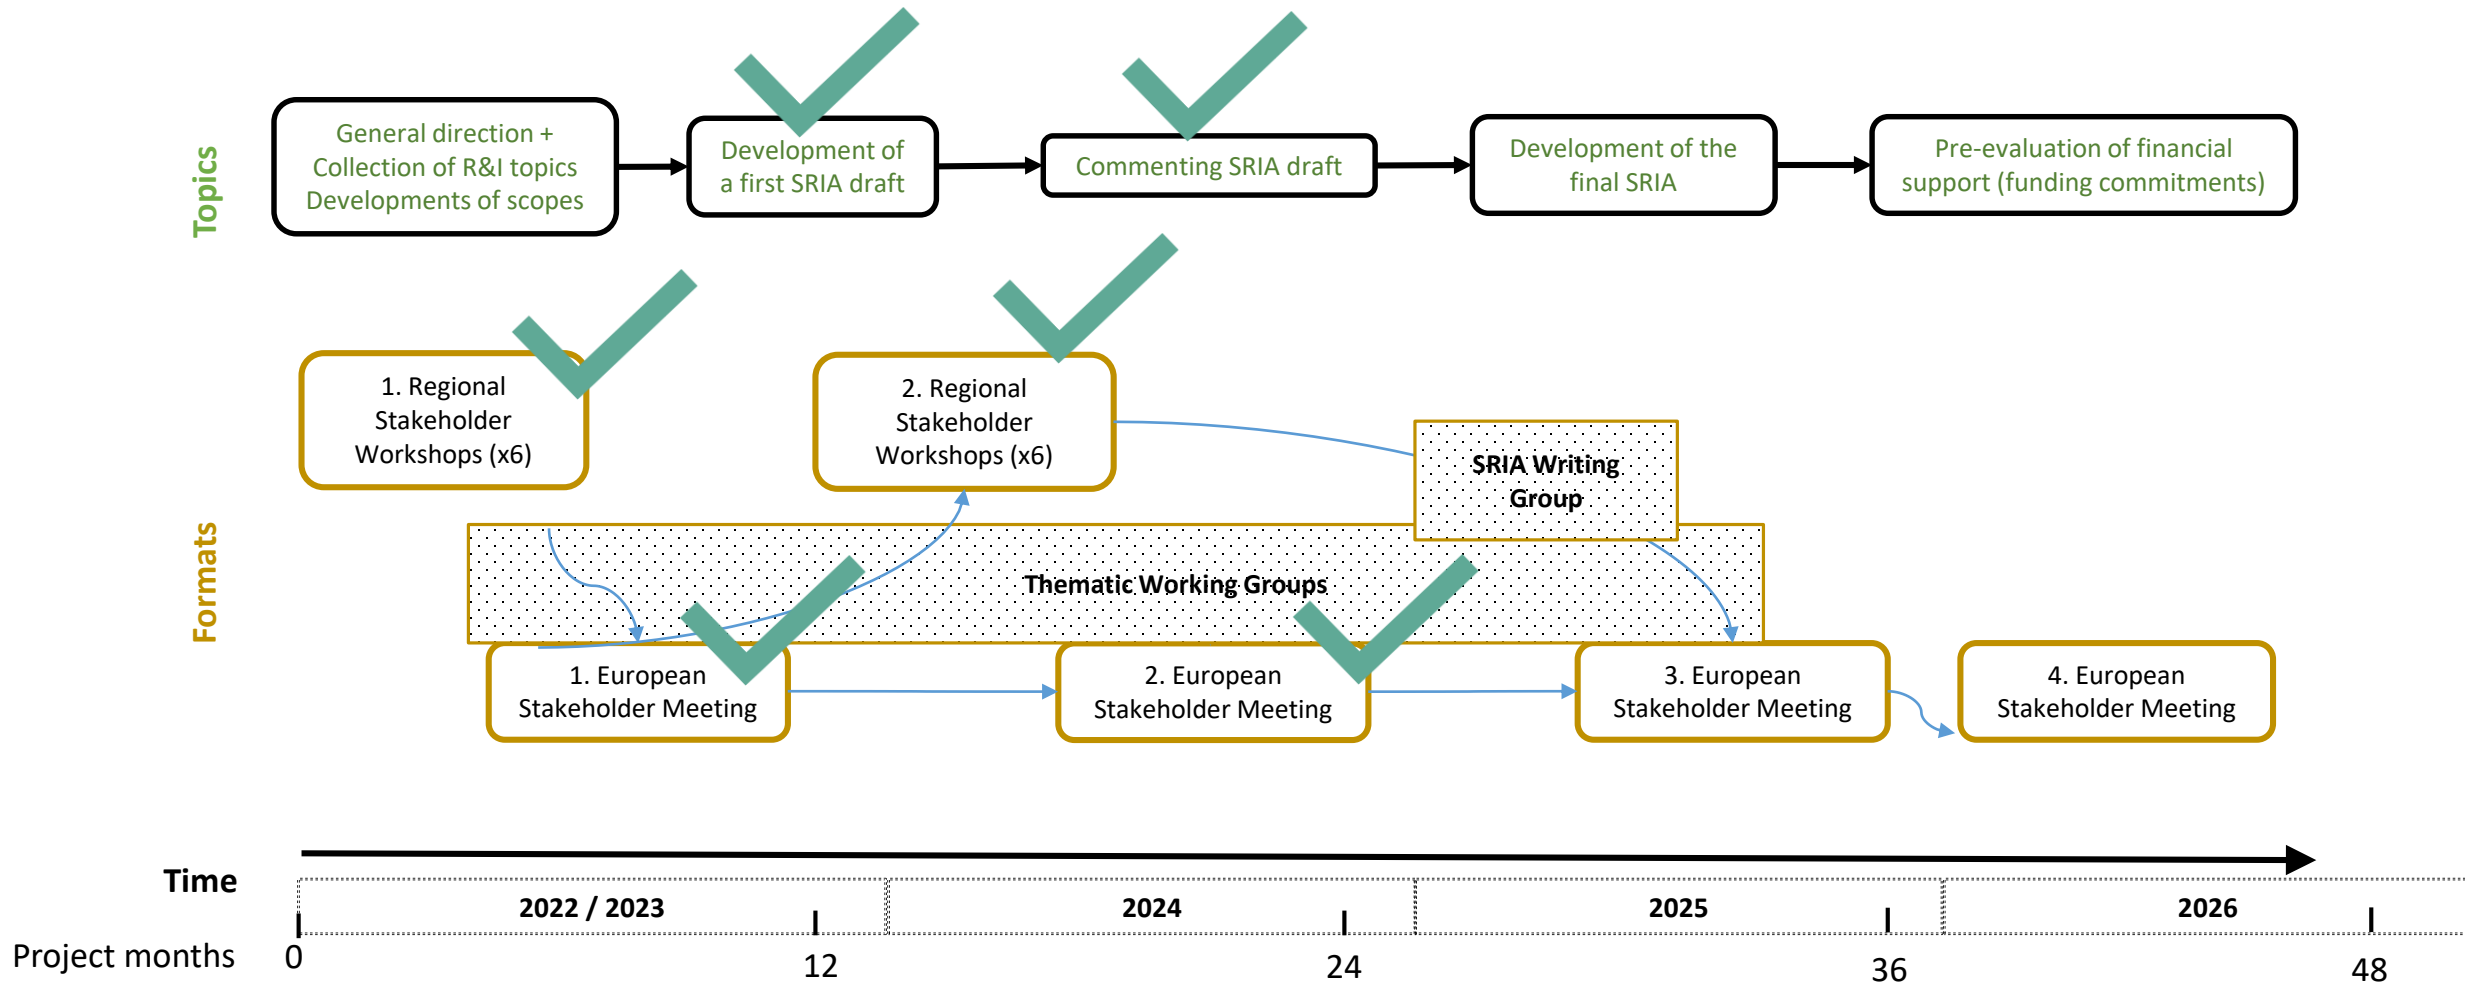 Topics
General direction +
Collection of R&I topics
Developments of scopes
Development of
a first SRIA draft
Commenting SRIA draft
Development of the
final SRIA
Pre-evaluation of financial
support (funding commitments)
Formats
1. Regional
Stakeholder
Workshops (x6)
2. Regional
Stakeholder
Workshops (x6)
SRIA Writing
Group
Thematic Working Groups
1. European
Stakeholder Meeting
2. European
Stakeholder Meeting
3. European
Stakeholder Meeting
4. European
Stakeholder Meeting
Time
2022 / 2023
2024
2025
2026
Project months
0
12
24
36
48